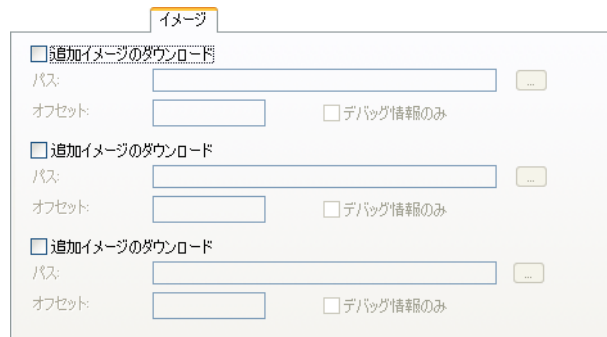 イメージ
追加イメージのダウンロード
パス:
...
オフセット:
デバッグ情報のみ
追加イメージのダウンロード
パス:
...
オフセット:
デバッグ情報のみ
追加イメージのダウンロード
パス:
...
オフセット:
デバッグ情報のみ